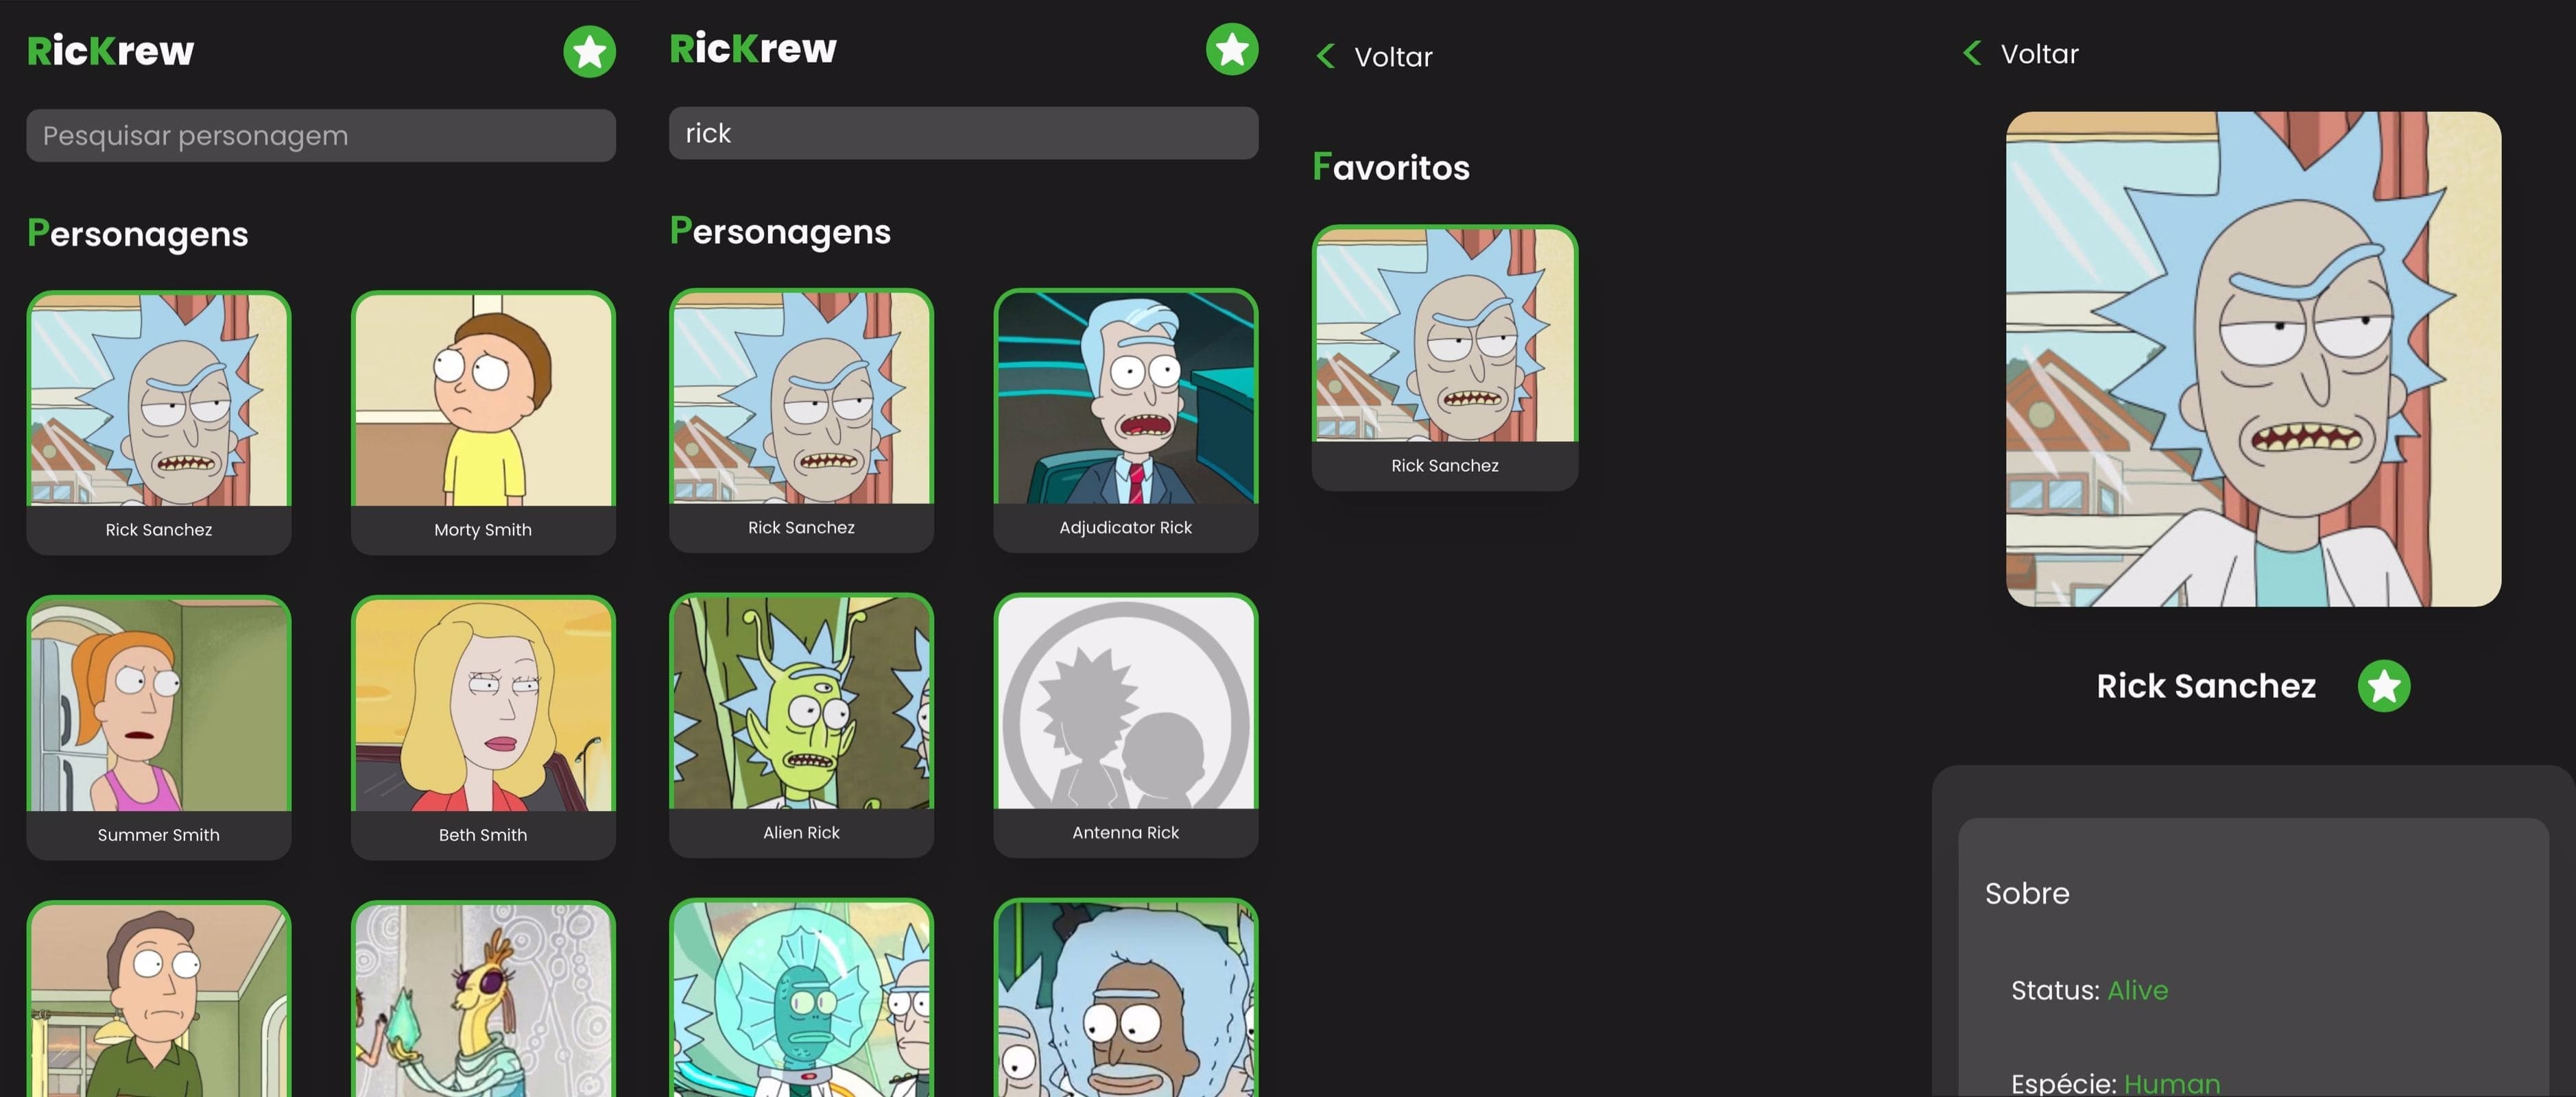 RicKrew
Pesquisar personagem
Personagens
Rick Sanchez
Morty Smith
Summer Smith
Beth Smith
RicKrew
rick
Personagens
Rick Sanchez
Adjudicator Rick
Alien Rick
Antenna Rick
Voltar
Favoritos
Rick Sanchez
Voltar
Rick Sanchez
Sobre
Status: Alive
Espécie: Human